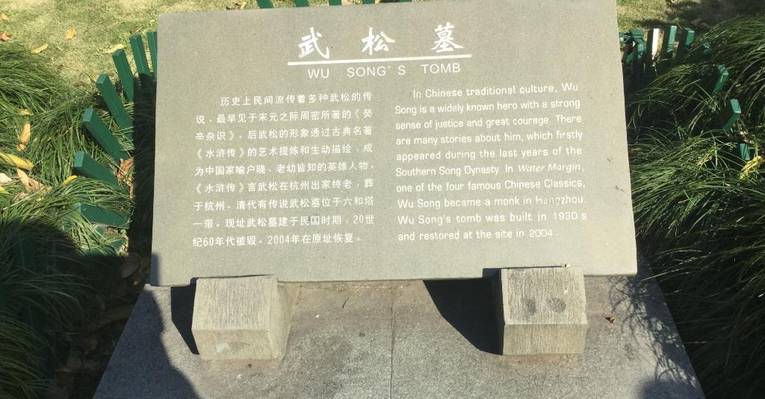 武松墓
WU SONG'S TOMB
历史上民间流传着多种武松的传
说，最早见于宋元之际周密所著的《癸
辛杂识》，后武松的形象通过古典名著
《水浒传》的艺术提炼和生动描绘，成
为中国家喻户晓、老幼皆知的英雄人物。
《水浒传》言武松在杭州出家终老，葬
于杭州。清代有传说武松墓位于六和塔
一带。现址武松墓建于民国时期，20世
纪60年代被毁。2004年在原址恢复。
In Chinese traditional culture, Wu
Song is a widely known hero with a strong
sense of justice and great courage. There
are many stories about him, which firstly
appeared during the last years of the
Southern Song Dynasty. In Water Margin,
one of the four famous Chinese Classics,
Wu Song became a monk in Hangzhou.
Wu Song's tomb was built in 1930's
and restored at the site in 2004.